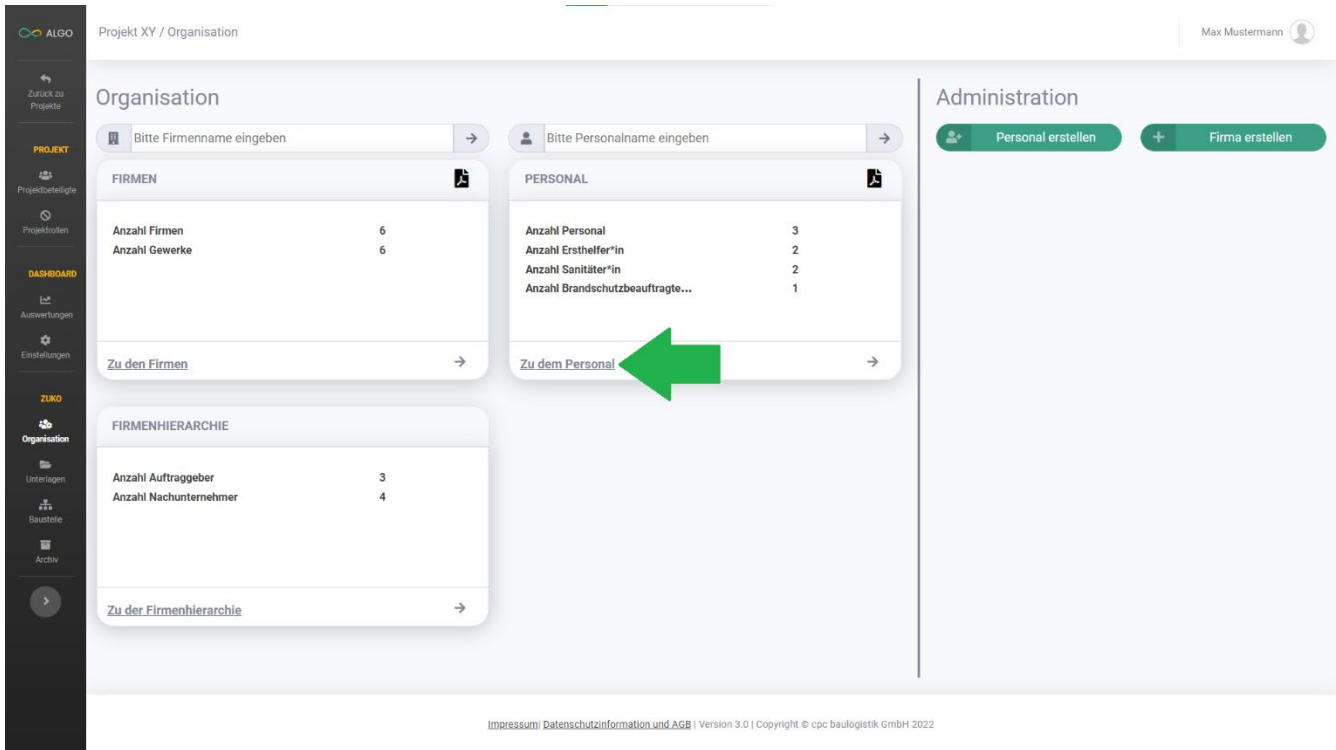 ALGO
Projekt XY / Organisation
Max Mustermann
Zurück zu
Projekte
PROJEKT
Projektbeteiligte
Projektrollen
DASHBOARD
Auswertungen
Einstellungen
ZUKO
Organisation
Unterlagen
Baustelle
Archiv
Organisation
Bitte Firmenname eingeben
Bitte Personalname eingeben
FIRMEN
Anzahl Firmen 6
Anzahl Gewerke 6
Zu den Firmen
PERSONAL
Anzahl Personal 3
Anzahl Ersthelfer*in 2
Anzahl Sanitäter*in 2
Anzahl Brandschutzbeauftragte... 1
Zu dem Personal
FIRMENHIERARCHIE
Anzahl Auftraggeber 3
Anzahl Nachunternehmer 4
Zu der Firmenhierarchie
Administration
Personal erstellen
Firma erstellen
Impressum| Datenschutzinformation und AGB | Version 3.0 | Copyright © cpc baulogistik GmbH 2022